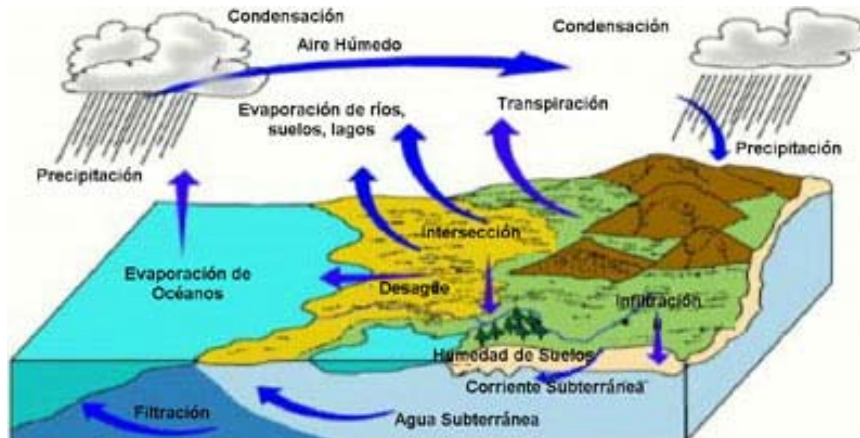 Condensación
Condensación
Aire Húmedo
Evaporación de ríos,
suelos, lagos
Transpiración
Precipitación
Precipitación
Intersección
Evaporación de
Océanos
Desague
Infiltración
Humedad de Suelos
Corriente Subterránea
Filtración
Agua Subterránea